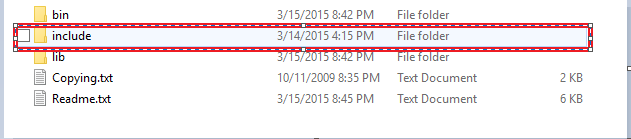 bin 3/15/2015 8:42 PM File folder
include 3/14/2015 4:15 PM File folder
lib 3/15/2015 8:42 PM File folder
Copying.txt 10/11/2009 8:35 PM Text Document 2 KB
Readme.txt 3/15/2015 8:45 PM Text Document 6 KB